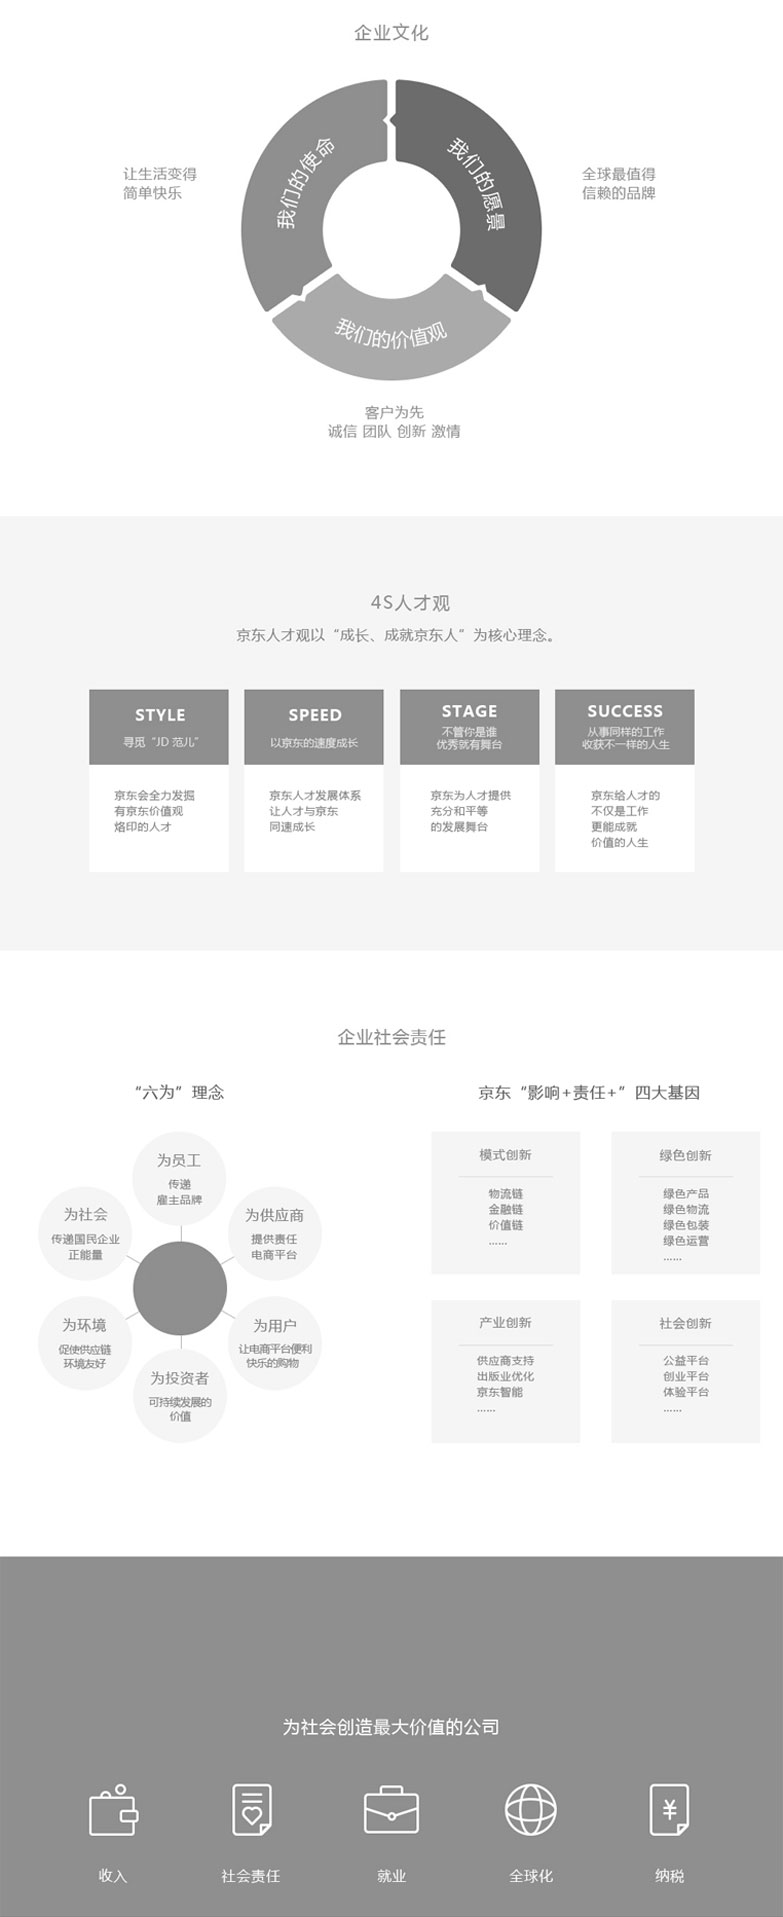 企业文化
我们的使命
我们的愿景
我们的价值观
让生活变得
简单快乐
全球最值得
信赖的品牌
客户为先
诚信 团队 创新 激情
4S人才观
京东人才观以“成长、成就京东人”为核心理念。
STYLE
寻觅“JD 范儿”
京东会全力发掘
有京东价值观
烙印的人才
SPEED
以京东的速度成长
京东人才发展体系
让人才与京东
同速成长
STAGE
不管你是谁
优秀就有舞台
京东为人才提供
充分和平等
的发展舞台
SUCCESS
从事同样的工作
收获不一样的人生
京东给人才的
不仅是工作
更能成就
价值的人生
企业社会责任
“六为”理念
为员工
传递
雇主品牌
为供应商
提供责任
电商平台
为用户
让电商平台便利
快乐的购物
为投资者
可持续发展的
价值
为环境
促使供应链
环境友好
为社会
传递国民企业
正能量
京东“影响+责任+”四大基因
模式创新
物流链
金融链
价值链
......
绿色创新
绿色产品
绿色物流
绿色包装
绿色运营
......
产业创新
供应商支持
出版业优化
京东智能
......
社会创新
公益平台
创业平台
体验平台
......
为社会创造最大价值的公司
¥
收入
社会责任
就业
全球化
纳税